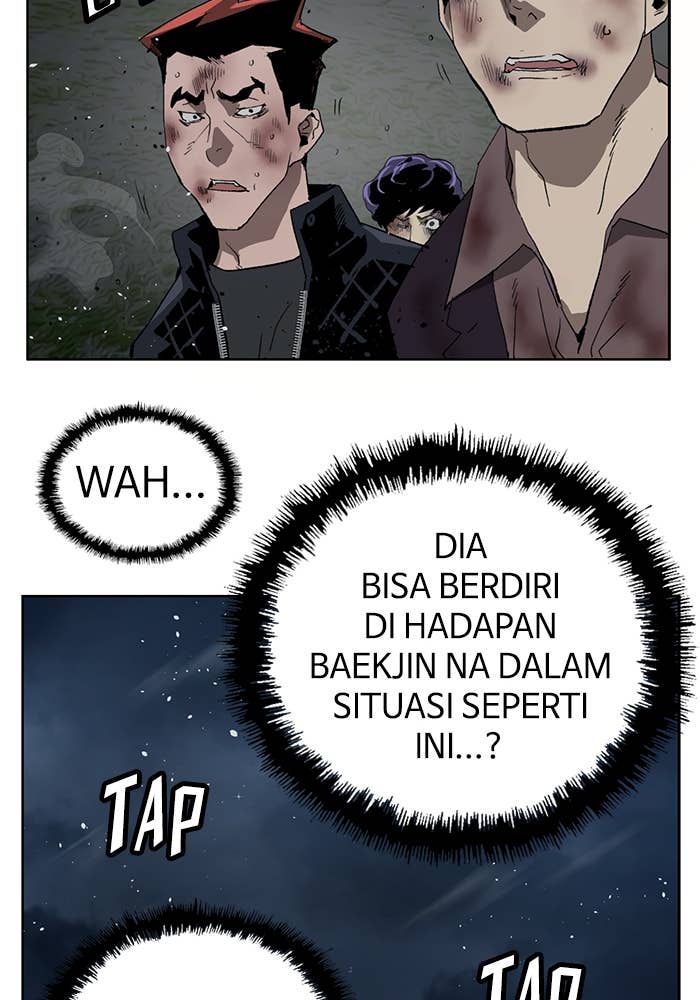 WAH...
DIA
BISA BERDIRI
DI HADAPAN
BAEKJIN NA DALAM
SITUASI SEPERTI
INI...?
TAP
TAP